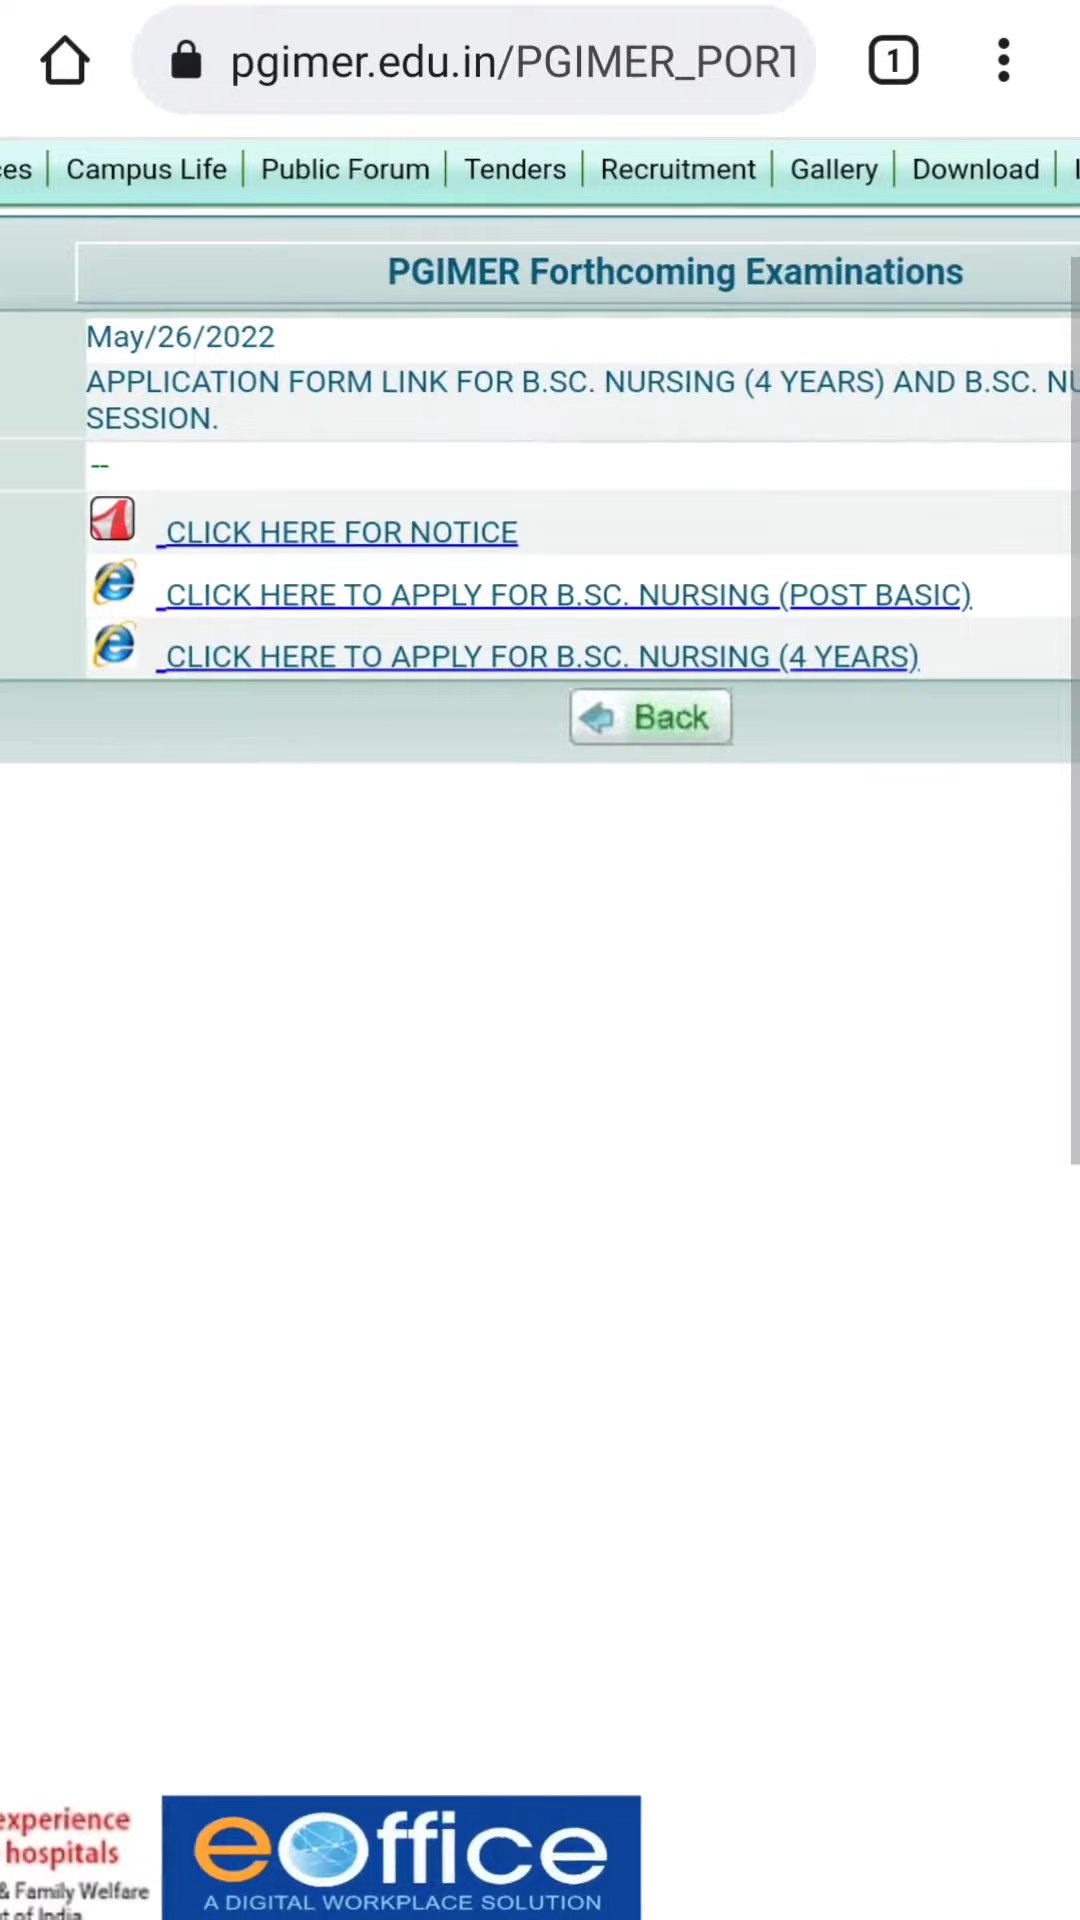 pgimer.edu.in/PGIMER_PORT
1
es Campus Life Public Forum Tenders Recruitment Gallery Download
PGIMER Forthcoming Examinations
May/26/2022
APPLICATION FORM LINK FOR B.SC. NURSING (4 YEARS) AND B.SC. NU
SESSION.
--
CLICK HERE FOR NOTICE
CLICK HERE TO APPLY FOR B.SC. NURSING (POST BASIC)
CLICK HERE TO APPLY FOR B.SC. NURSING (4 YEARS)
Back
experience
hospitals
& Family Welfare
t of India
eOffice
A DIGITAL WORKPLACE SOLUTION